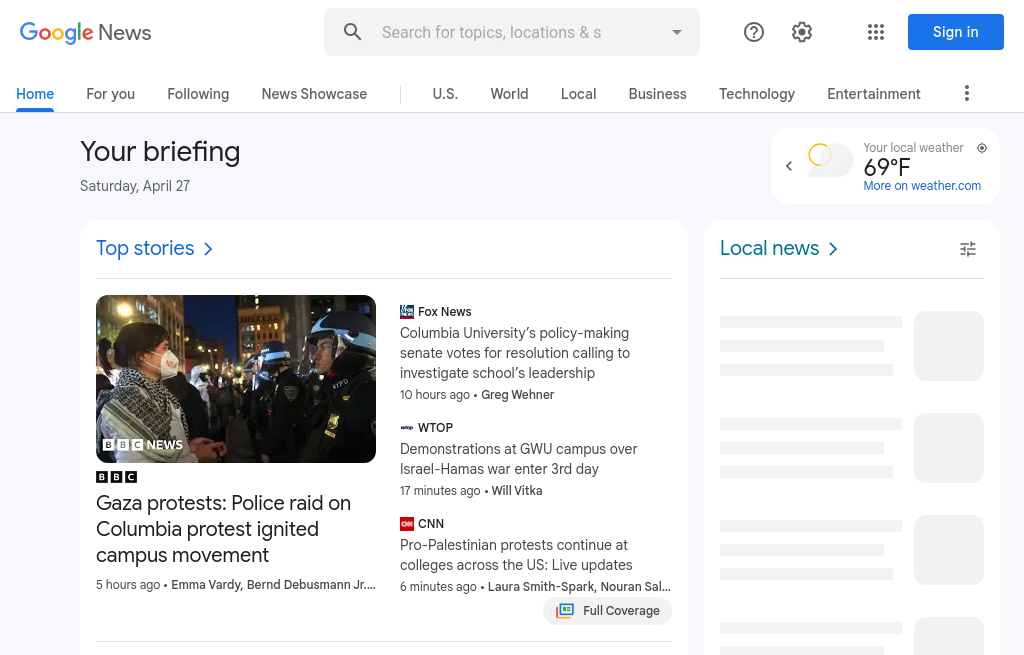 Google News
Search for topics, locations & s
Sign in
Home
For you
Following
News Showcase
U.S.
World
Local
Business
Technology
Entertainment
Your briefing
Saturday, April 27
Your local weather
69°F
More on weather.com
Top stories
BBC NEWS
NYPD
BBC
Gaza protests: Police raid on
Columbia protest ignited
campus movement
5 hours ago • Emma Vardy, Bernd Debusmann Jr....
Fox News
Columbia University's policy-making
senate votes for resolution calling to
investigate school's leadership
10 hours ago • Greg Wehner
WTOP
Demonstrations at GWU campus over
Israel-Hamas war enter 3rd day
17 minutes ago • Will Vitka
CNN
Pro-Palestinian protests continue at
colleges across the US: Live updates
6 minutes ago • Laura Smith-Spark, Nouran Sal...
Full Coverage
Local news